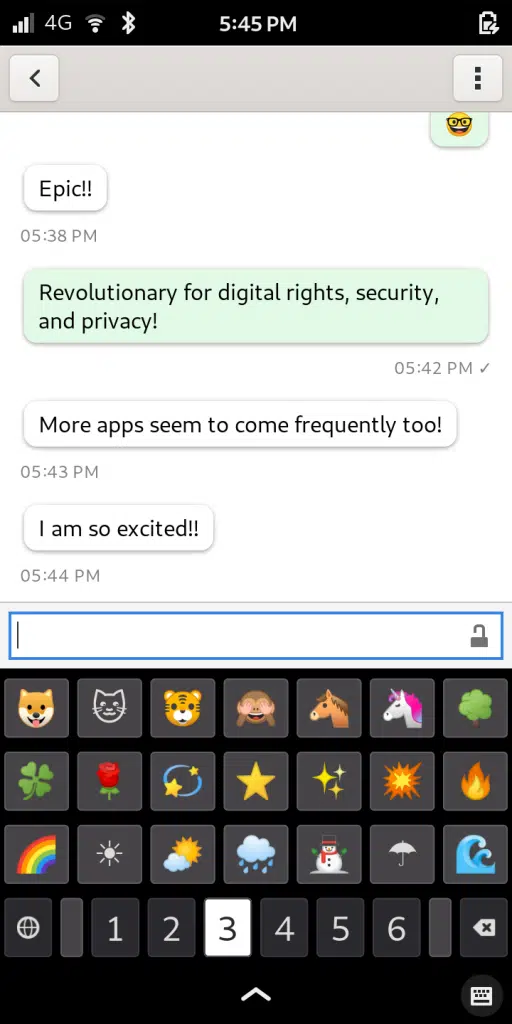 4G 5:45 PM
Epic!!
05:38 PM
Revolutionary for digital rights, security,
and privacy!
05:42 PM ✓
More apps seem to come frequently too!
05:43 PM
I am so excited!!
05:44 PM
1 2 3 4 5 6